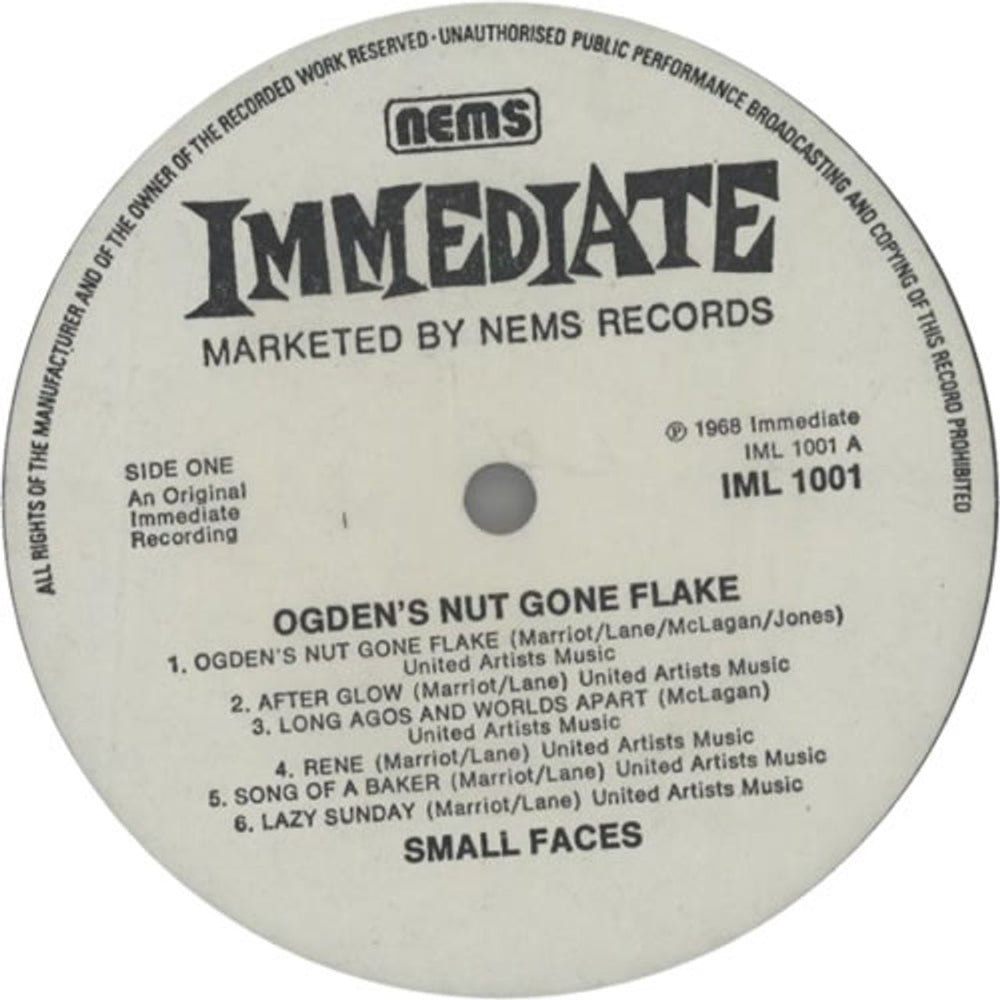 ALL RIGHTS OF THE MANUFACTURER AND OF THE OWNER OF THE RECORDED WORK RESERVED · UNAUTHORISED PUBLIC PERFORMANCE BROADCASTING AND COPYING OF THIS RECORD PROHIBITED
nems
IMMEDIATE
MARKETED BY NEMS RECORDS
SIDE ONE
An Original
Immediate
Recording
℗ 1968 Immediate
IML 1001 A
IML 1001
OGDEN'S NUT GONE FLAKE
1. OGDEN'S NUT GONE FLAKE (Marriot/Lane/McLagan/Jones)
United Artists Music
2. AFTER GLOW (Marriot/Lane) United Artists Music
3. LONG AGOS AND WORLDS APART (McLagan)
United Artists Music
4. RENE (Marriot/Lane) United Artists Music
5. SONG OF A BAKER (Marriot/Lane) United Artists Music
6. LAZY SUNDAY (Marriot/Lane) United Artists Music
SMALL FACES